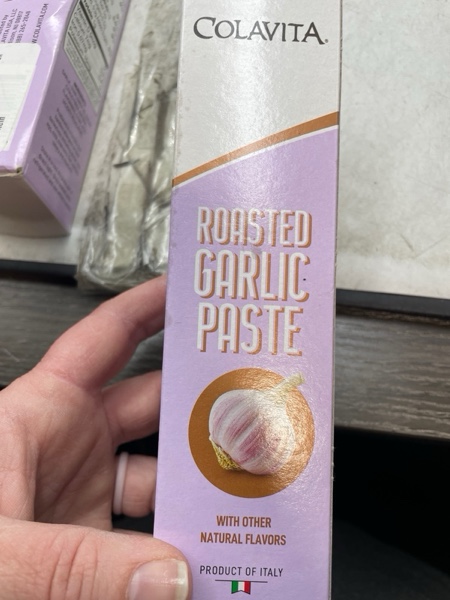 COLAVITA®
ROASTED
GARLIC
PASTE
WITH OTHER
NATURAL FLAVORS
PRODUCT OF ITALY